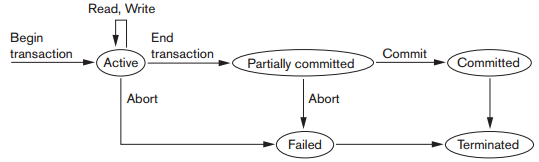 Read, Write
Begin
transaction
End
transaction
Active
Partially committed
Commit
Committed
Abort
Abort
Failed
Terminated